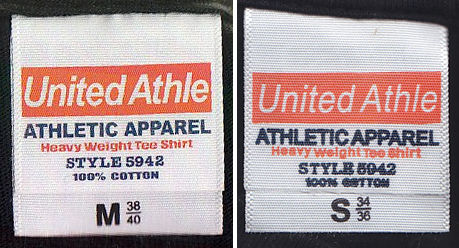 United Athle
ATHLETIC APPAREL
Heavy Weight Tee Shirt
STYLE 5942
100% COTTON
M 38/40
United Athle
ATHLETIC APPAREL
Heavy Weight Tee Shirt
STYLE 5942
100% COTTON
S 34/36